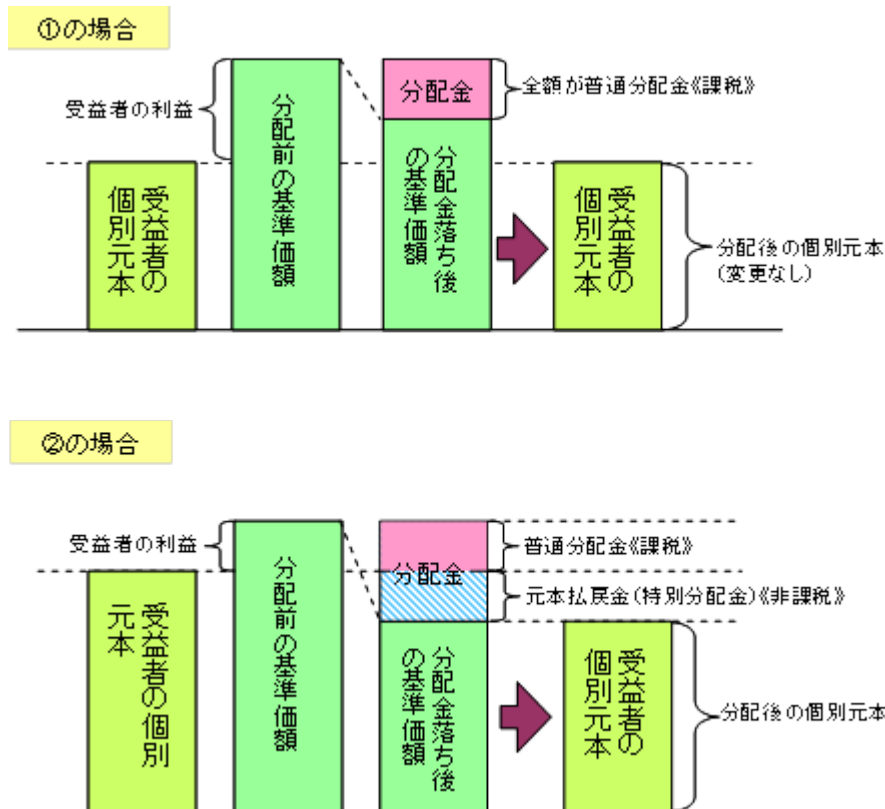 ①の場合
受益者の利益
受益者の
個別元本
分配前の基準価額
分配金
分配金落ち後
の基準価額
全額が普通分配金《課税》
受益者の
個別元本
分配後の個別元本
(変更なし)
②の場合
受益者の利益
受益者の個別
元本
分配前の基準価額
分配金
分配金落ち後
の基準価額
普通分配金《課税》
元本払戻金(特別分配金)《非課税》
受益者の
個別元本
分配後の個別元本